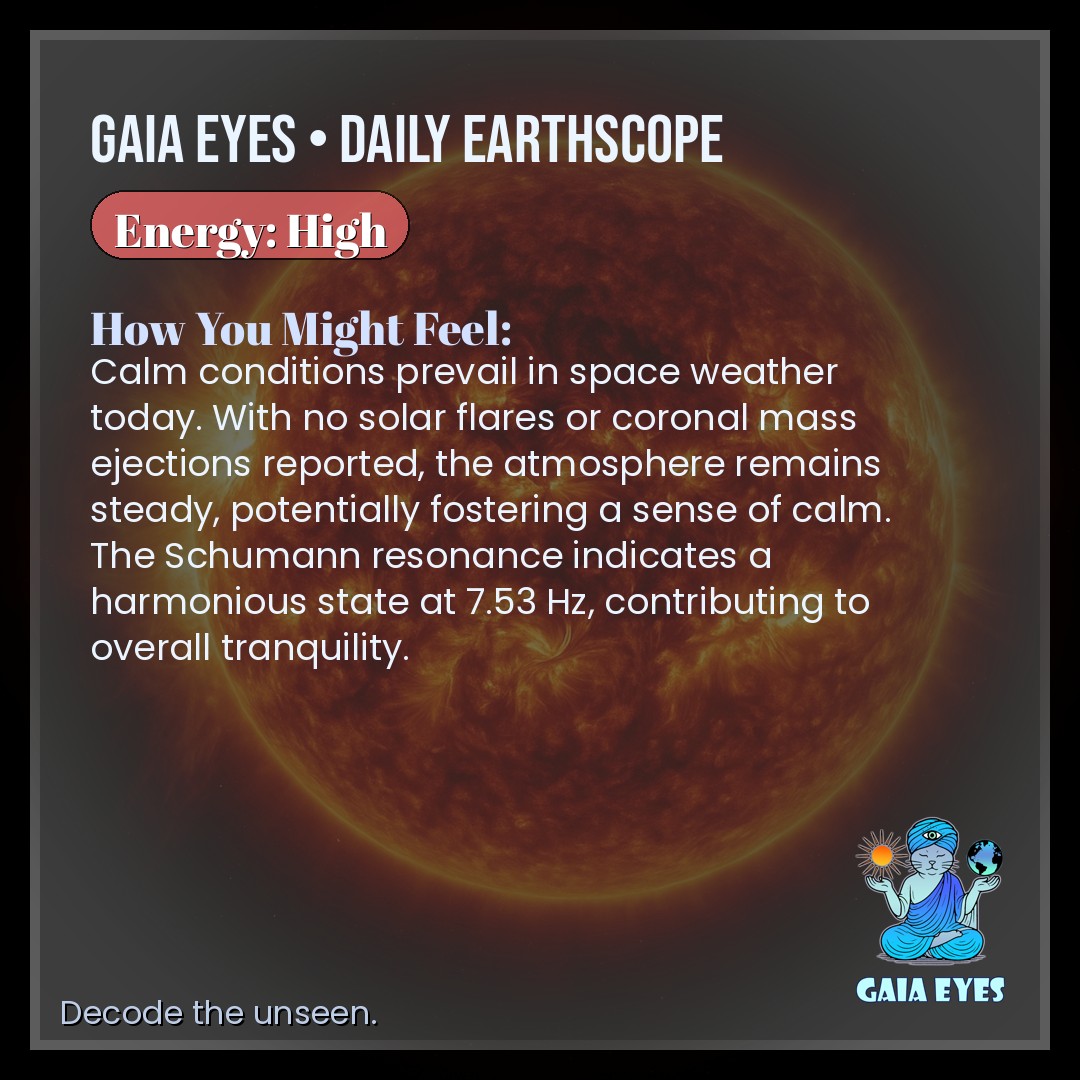 GAIA EYES • DAILY EARTHSCOPE
Energy: High
How You Might Feel:
Calm conditions prevail in space weather
today. With no solar flares or coronal mass
ejections reported, the atmosphere remains
steady, potentially fostering a sense of calm.
The Schumann resonance indicates a
harmonious state at 7.53 Hz, contributing to
overall tranquility.
GAIA EYES
Decode the unseen.